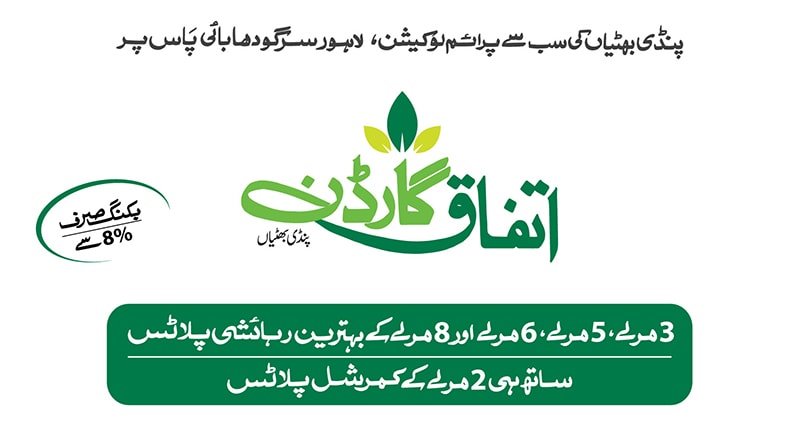 پنڈی بھٹیاں کی سب سے پرائم لوکیشن، لاہور سرگودھا بائی پاس پر
اتفاق گارڈن
پنڈی بھٹیاں
بکنگ صرف
8% سے
3 مرلے، 5 مرلے، 6 مرلے اور 8 مرلے کے بہترین رہائشی پلاٹس
ساتھ ہی 2 مرلے کے کمرشل پلاٹس